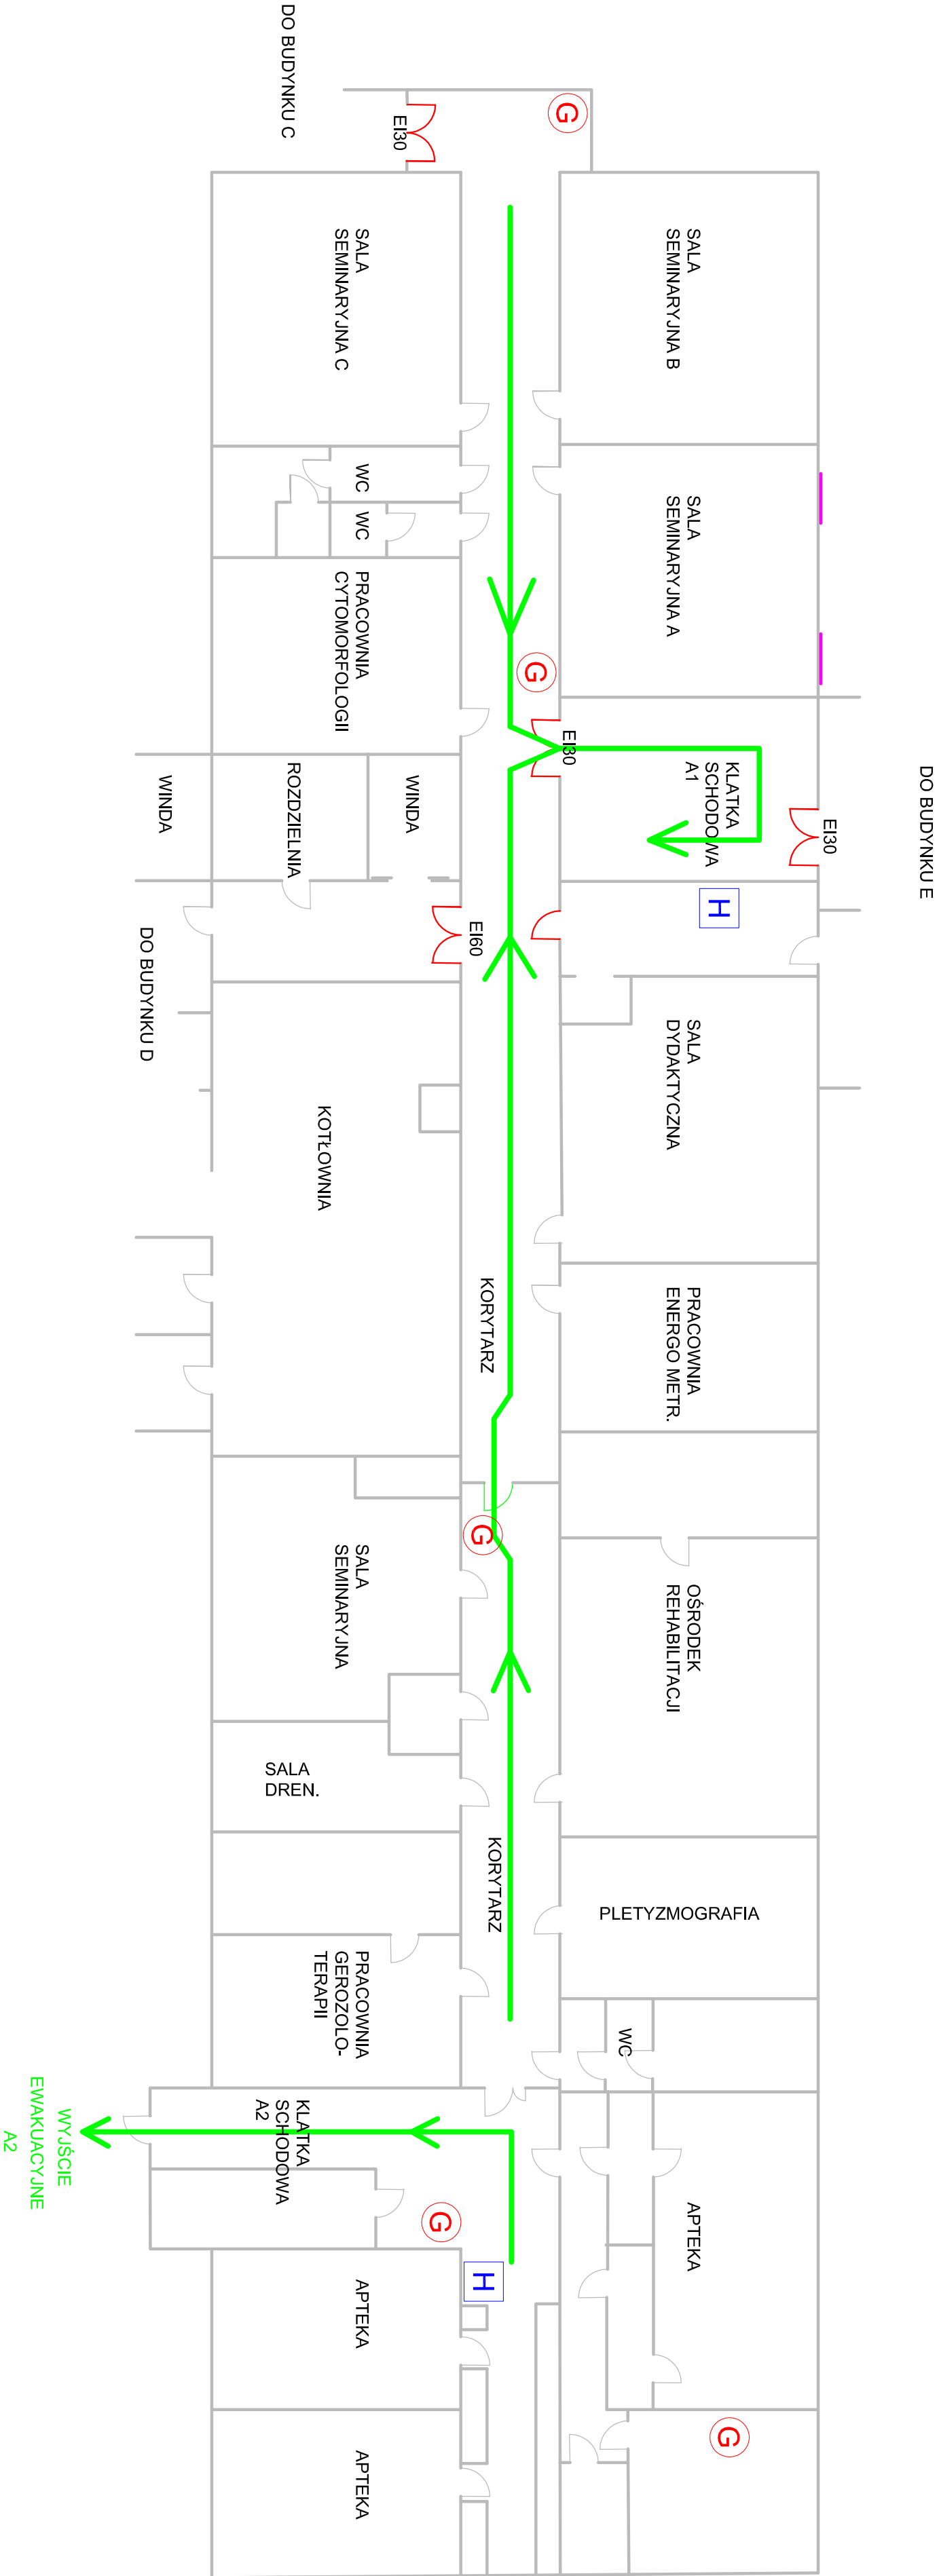 DO BUDYNKU C
EI30
G
SALA
SEMINARYJNA C
SALA
SEMINARYJNA B
WC
WC
SALA
SEMINARYJNA A
PRACOWNIA
CYTOMORFOLOGII
G
EI30
KLATKA
SCHODOWA
A1
EI30
DO BUDYNKU E
WINDA
ROZDZIELNIA
WINDA
H
EI60
DO BUDYNKU D
SALA
DYDAKTYCZNA
KOTŁOWNIA
KORYTARZ
PRACOWNIA
ENERGO METR.
G
SALA
SEMINARYJNA
OŚRODEK
REHABILITACJI
SALA
DREN.
KORYTARZ
PLETYZMOGRAFIA
PRACOWNIA
GEROZOLO-
TERAPII
WC
KLATKA
SCHODOWA
A2
WYJŚCIE
EWAKUACYJNE
A2
G
H
APTEKA
APTEKA
APTEKA
G